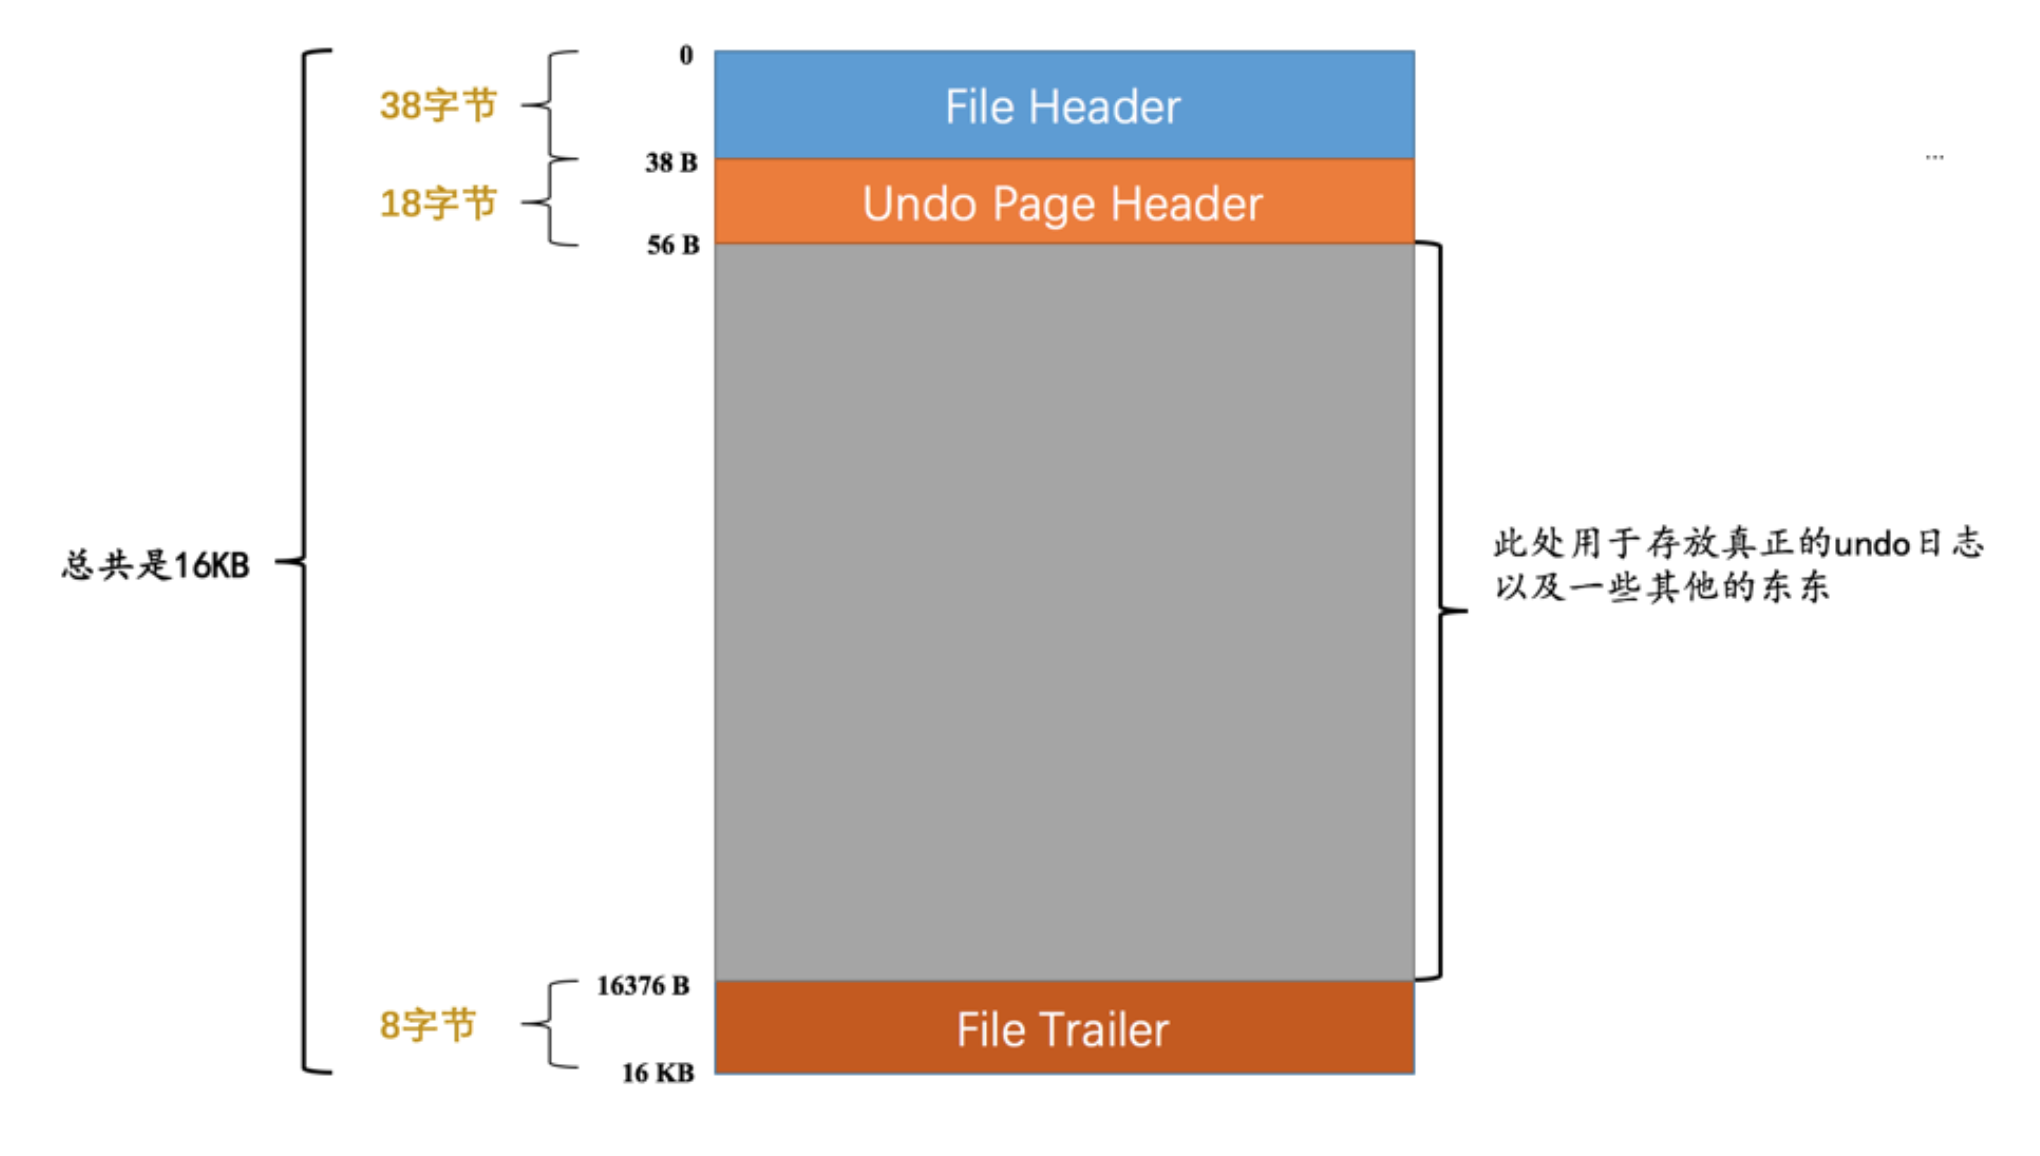 0
38字节
File Header
...
38 B
18字节
Undo Page Header
56 B
总共是16KB
此处用于存放真正的undo日志
以及一些其他的东东
16376 B
8字节
File Trailer
16 KB